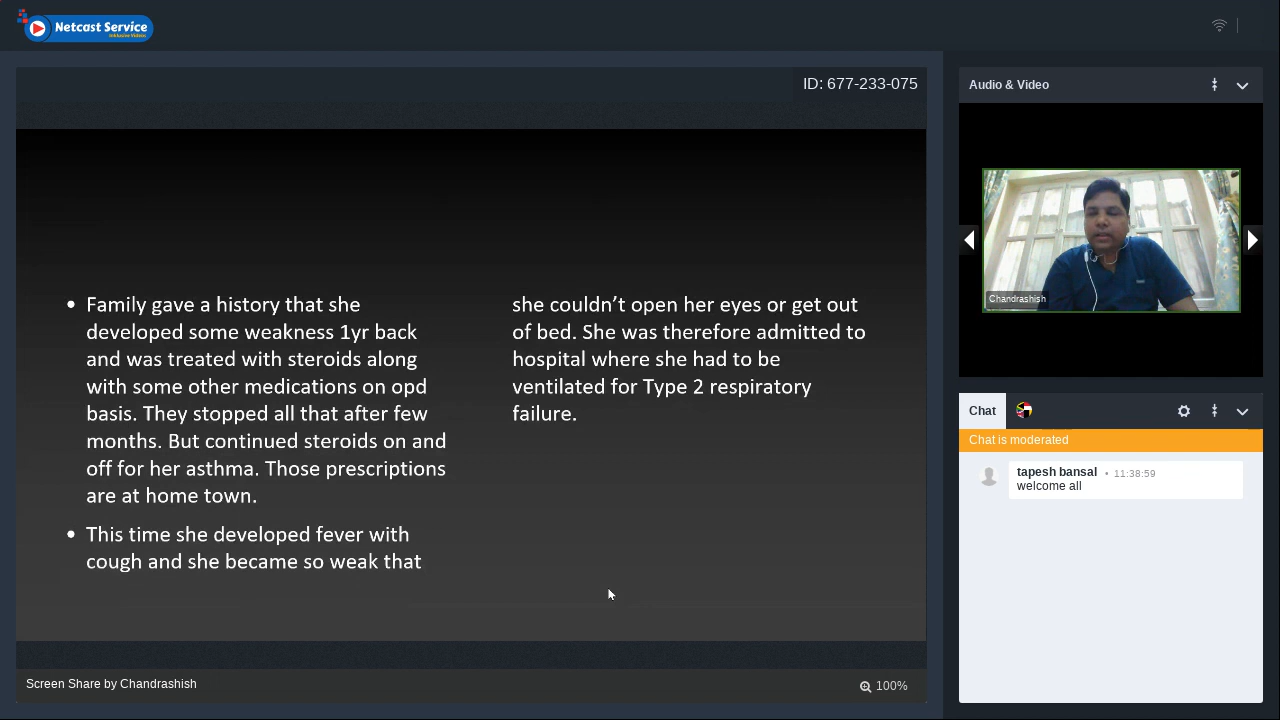 Netcast Service
Inklusive Videos
ID: 677-233-075
• Family gave a history that she
developed some weakness 1yr back
and was treated with steroids along
with some other medications on opd
basis. They stopped all that after few
months. But continued steroids on and
off for her asthma. Those prescriptions
are at home town.
• This time she developed fever with
cough and she became so weak that
she couldn’t open her eyes or get out
of bed. She was therefore admitted to
hospital where she had to be
ventilated for Type 2 respiratory
failure.
Screen Share by Chandrashish
100%
Audio & Video
Chandrashish
Chat
Chat is moderated
tapesh bansal • 11:38:59
welcome all